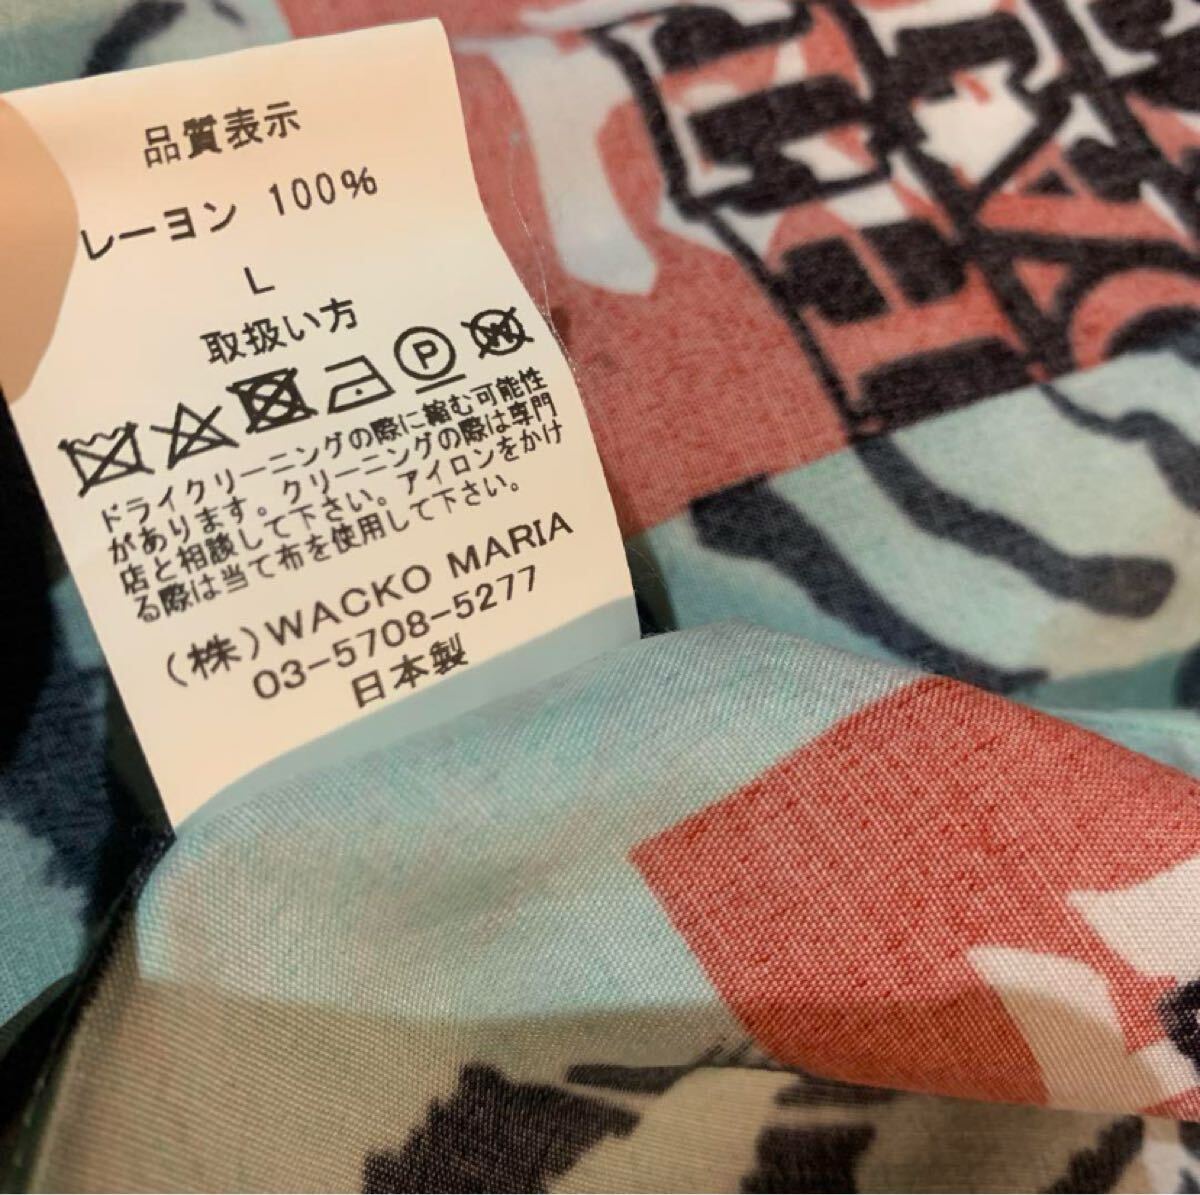 品質表示
レーヨン 100%
L
取扱い方
P
W
ドライクリーニングの際に縮む可能性
があります。クリーニングの際は専門
店と相談して下さい。アイロンをかけ
る際は当て布を使用して下さい。
(株)WACKO MARIA
03-5708-5277
日本製